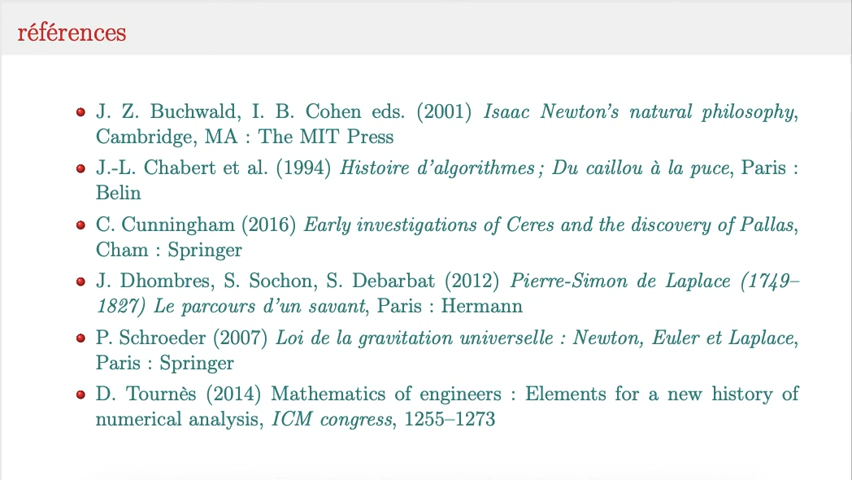 références
J. Z. Buchwald, I. B. Cohen eds. (2001) Isaac Newton's natural philosophy,
Cambridge, MA : The MIT Press
J.-L. Chabert et al. (1994) Histoire d'algorithmes ; Du caillou à la puce, Paris :
Belin
C. Cunningham (2016) Early investigations of Ceres and the discovery of Pallas,
Cham : Springer
J. Dhombres, S. Sochon, S. Debarbat (2012) Pierre-Simon de Laplace (1749–
1827) Le parcours d'un savant, Paris : Hermann
P. Schroeder (2007) Loi de la gravitation universelle : Newton, Euler et Laplace,
Paris : Springer
D. Tournès (2014) Mathematics of engineers : Elements for a new history of
numerical analysis, ICM congress, 1255–1273